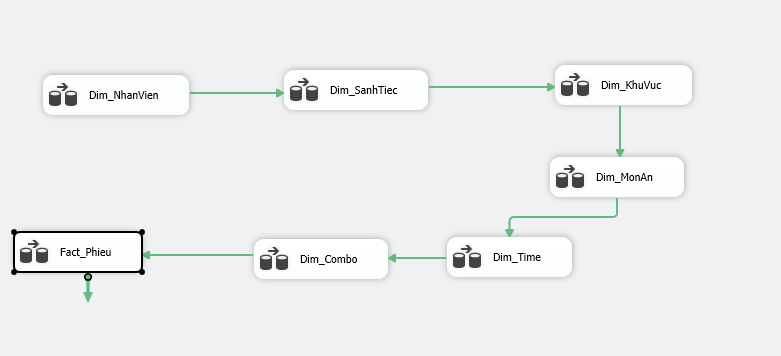 Dim_NhanVien
Dim_SanhTiec
Dim_KhuVuc
Dim_MonAn
Dim_Time
Dim_Combo
Fact_Phieu